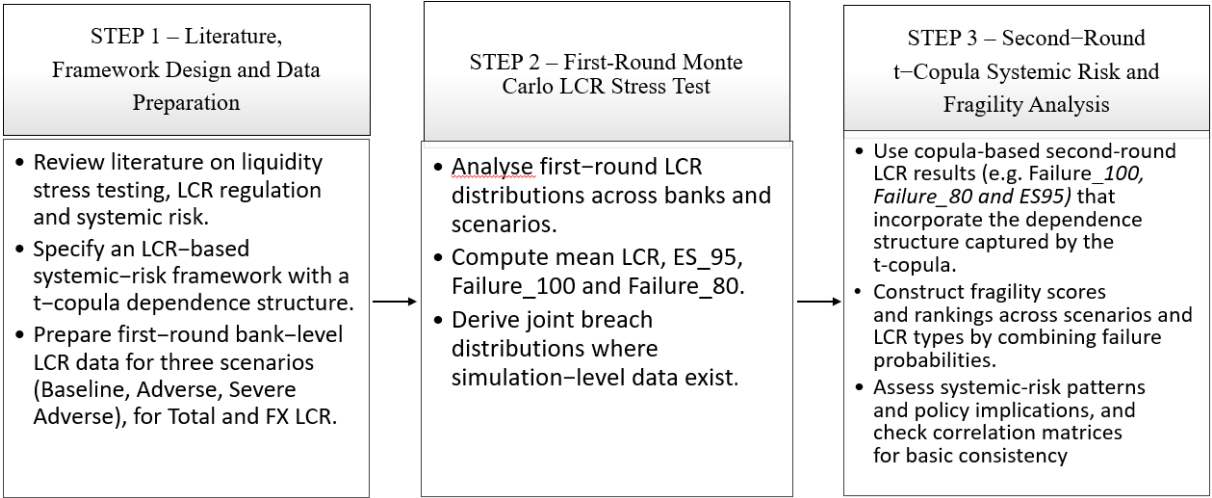 STEP 1 – Literature,
Framework Design and Data
Preparation
• Review literature on liquidity
stress testing, LCR regulation
and systemic risk.
• Specify an LCR−based
systemic−risk framework with a
t−copula dependence structure.
• Prepare first−round bank−level
LCR data for three scenarios
(Baseline, Adverse, Severe
Adverse), for Total and FX LCR.
STEP 2 – First-Round Monte
Carlo LCR Stress Test
• Analyse first−round LCR
distributions across banks and
scenarios.
• Compute mean LCR, ES_95,
Failure_100 and Failure_80.
• Derive joint breach
distributions where
simulation−level data exist.
STEP 3 – Second−Round
t−Copula Systemic Risk and
Fragility Analysis
• Use copula-based second-round
LCR results (e.g. Failure_100,
Failure_80 and ES95) that
incorporate the dependence
structure captured by the
t-copula.
• Construct fragility scores
and rankings across scenarios and
LCR types by combining failure
probabilities.
• Assess systemic-risk patterns
and policy implications, and
check correlation matrices
for basic consistency